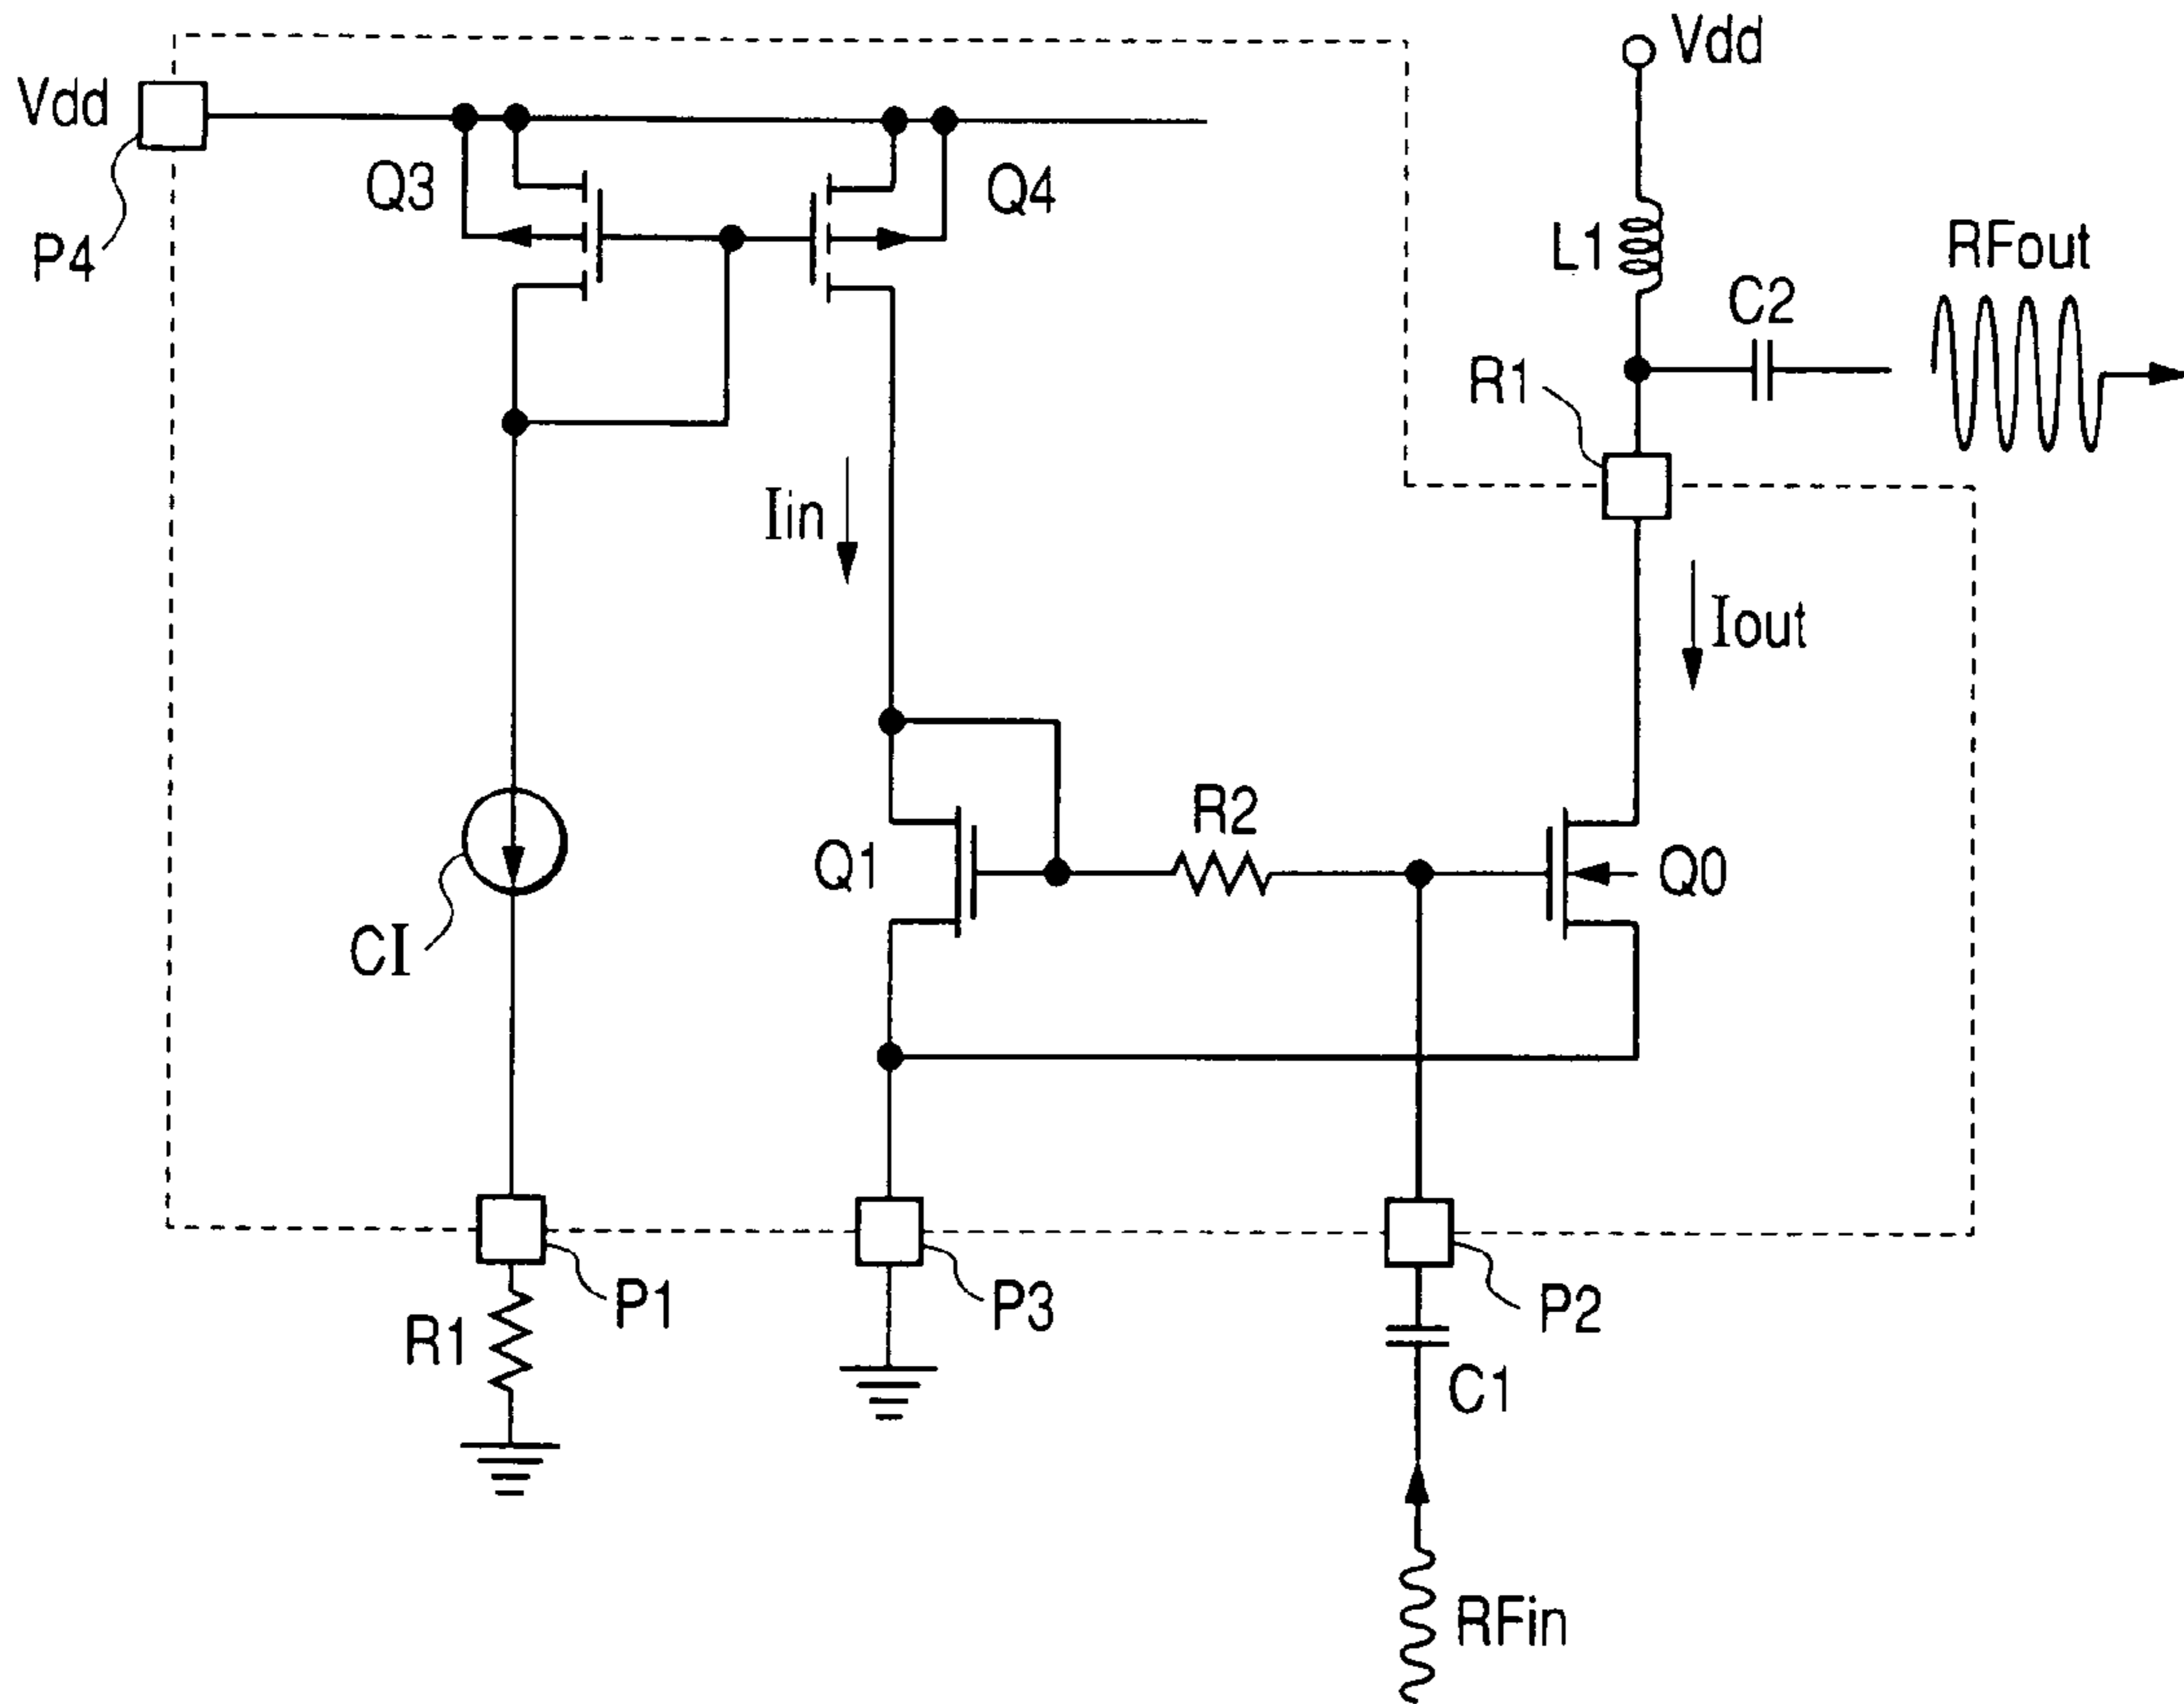 Vdd
Vdd
Q3
Q4
P4
L1
RFout
C2
R1
Iin
Iout
R2
Q1
Q0
CI
P1
P3
P2
R1
C1
RFin